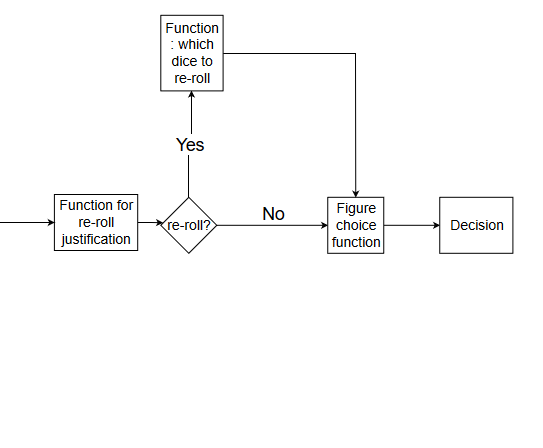 Function
: which
dice to
re-roll
Yes
Function for
re-roll
justification
re-roll?
No
Figure
choice
function
Decision